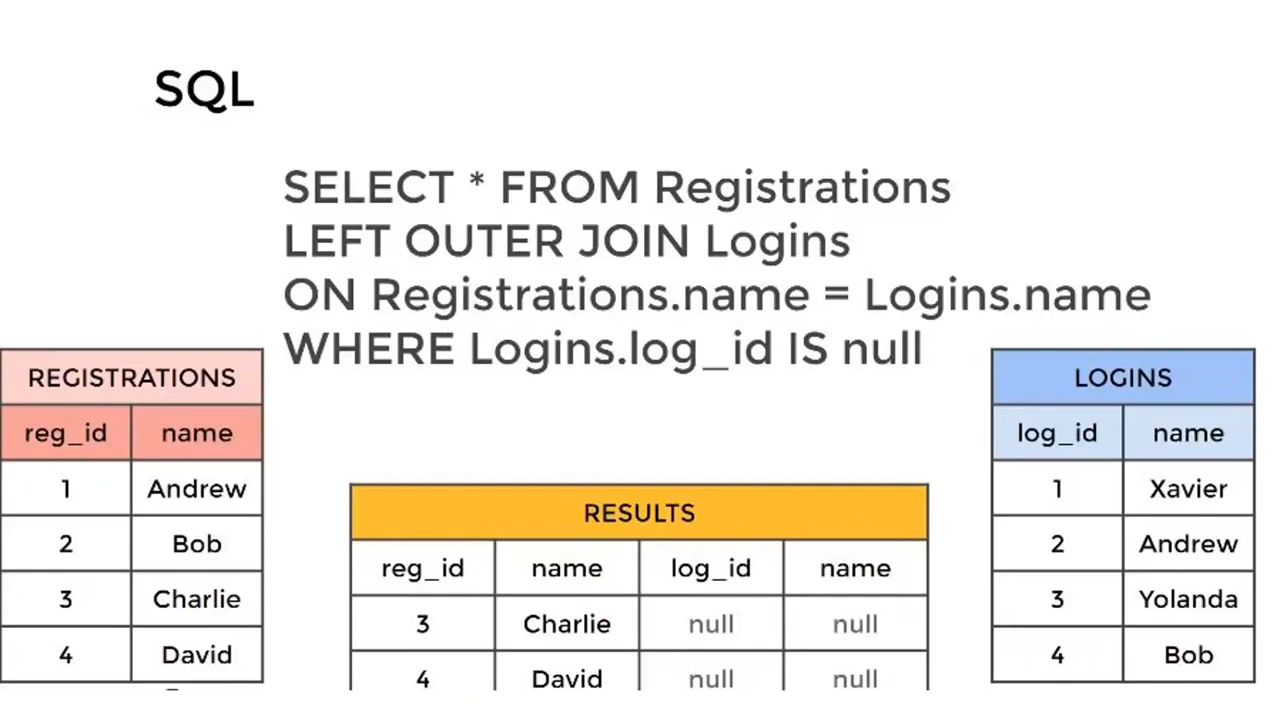 SQL
SELECT * FROM Registrations
LEFT OUTER JOIN Logins
ON Registrations.name = Logins.name
WHERE Logins.log_id IS null
REGISTRATIONS
reg_id name
1 Andrew
2 Bob
3 Charlie
4 David
RESULTS
reg_id name log_id name
3 Charlie null null
4 David null null
LOGINS
log_id name
1 Xavier
2 Andrew
3 Yolanda
4 Bob